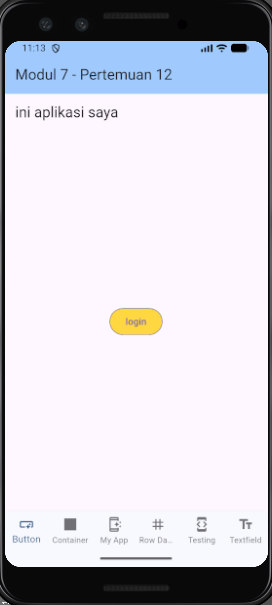 11:13
Modul 7 - Pertemuan 12
ini aplikasi saya
login
Button Container My App Row Da... Testing Textfield